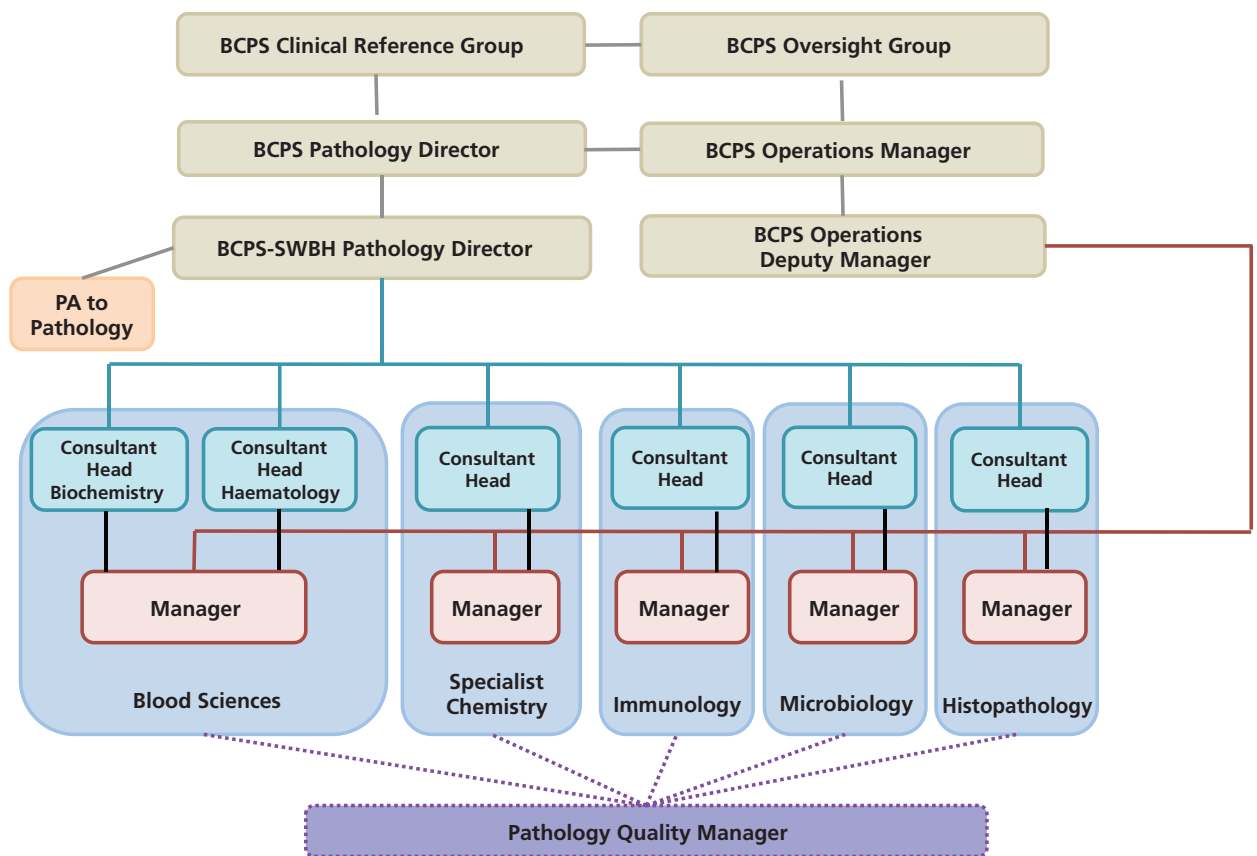 BCPS Clinical Reference Group
BCPS Oversight Group
BCPS Pathology Director
BCPS Operations Manager
BCPS-SWBH Pathology Director
BCPS Operations
Deputy Manager
PA to
Pathology
Consultant
Head
Biochemistry
Consultant
Head
Haematology
Consultant
Head
Consultant
Head
Consultant
Head
Consultant
Head
Manager
Manager
Manager
Manager
Manager
Blood Sciences
Specialist
Chemistry
Immunology
Microbiology
Histopathology
Pathology Quality Manager